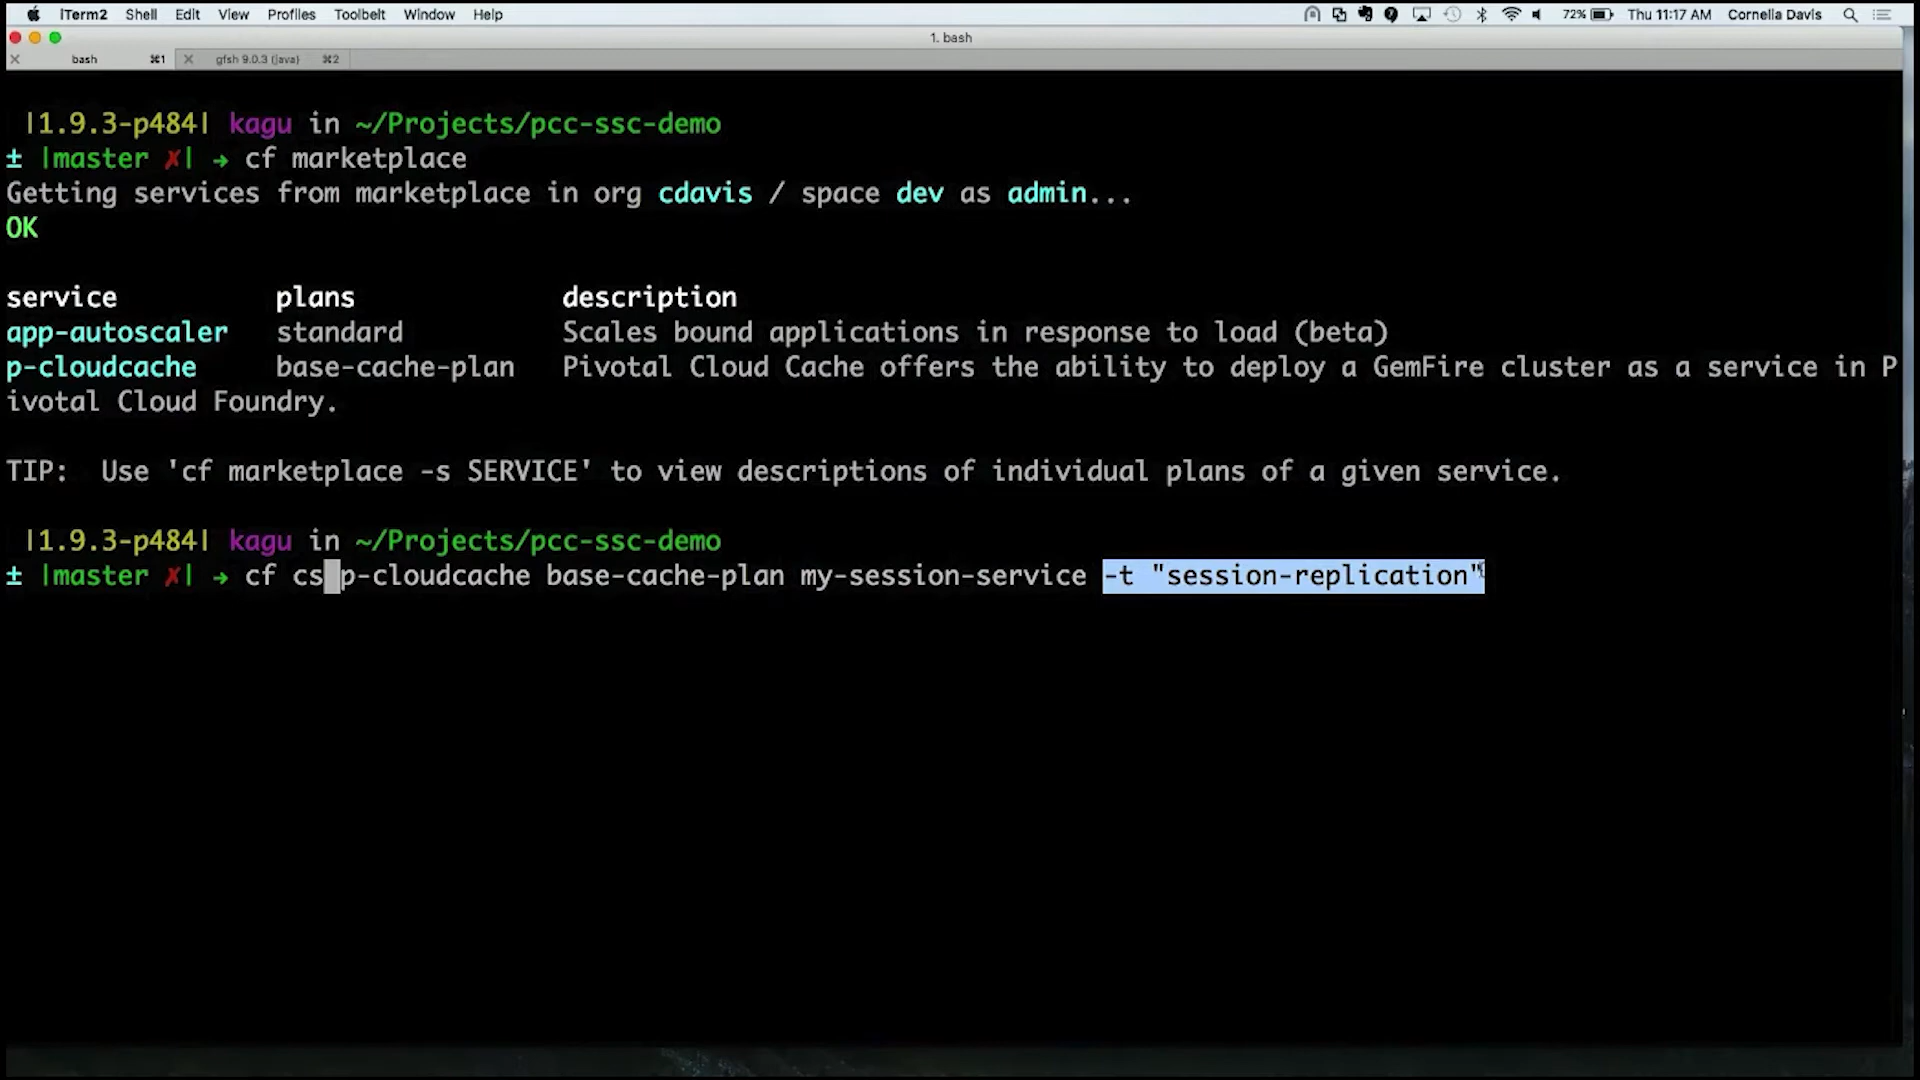 iTerm2 Shell Edit View Profiles Toolbelt Window Help 72% Thu 11:17 AM Cornelia Davis
1. bash
bash ⌘1 gfsh 9.0.3 (java) ⌘2
|1.9.3-p484| kagu in ~/Projects/pcc-ssc-demo
± |master ✗| → cf marketplace
Getting services from marketplace in org cdavis / space dev as admin...
OK
service plans description
app-autoscaler standard Scales bound applications in response to load (beta)
p-cloudcache base-cache-plan Pivotal Cloud Cache offers the ability to deploy a GemFire cluster as a service in P
ivotal Cloud Foundry.
TIP: Use 'cf marketplace -s SERVICE' to view descriptions of individual plans of a given service.
|1.9.3-p484| kagu in ~/Projects/pcc-ssc-demo
± |master ✗| → cf cs p-cloudcache base-cache-plan my-session-service -t "session-replication"